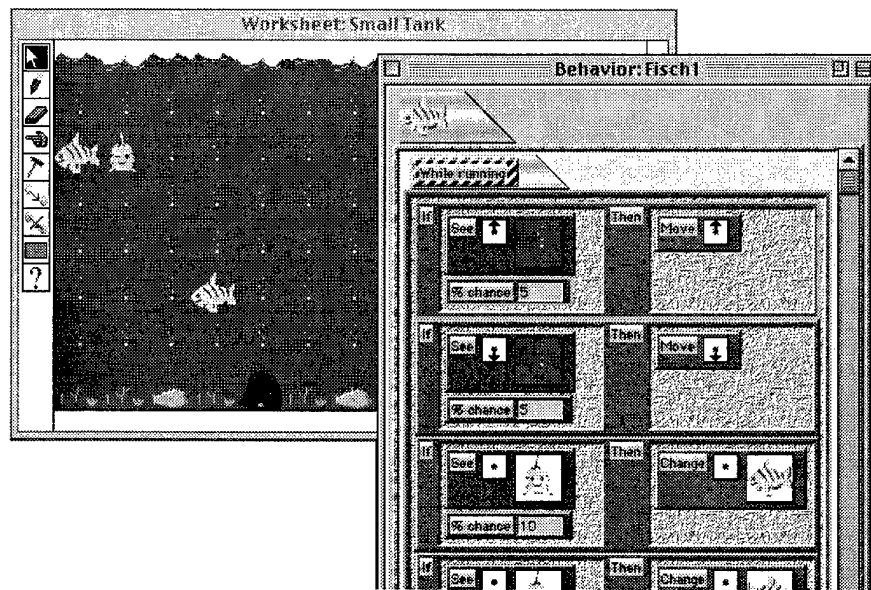 Worksheet: Small Tank
?
Behavior: Fisch1
While running
If
See
% chance 5
Then
Move
If
See
% chance 5
Then
Move
If
See
% chance 10
Then
Change
If
See
Then
Change